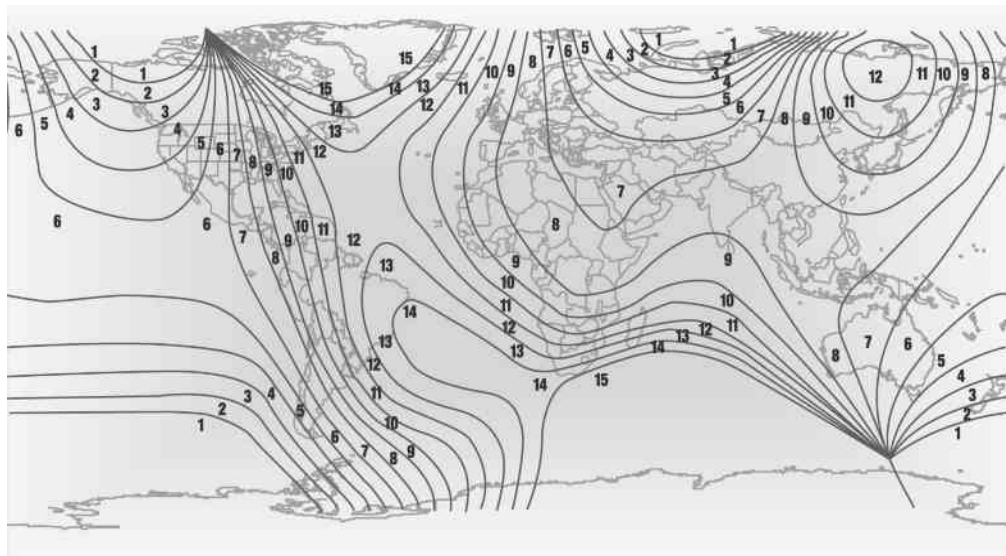 1 15 7 6 5 4 3 2 1 1 2
2 1 10 9 8 3 12 11 10 9 8
2 15 14 13 11 4 5
4 3 3 14 12 6 11 10
6 5 4 13 7 8 9
5 6 7 8 9 10 11 12
7
6 6 10 11 8
7 9 12
8 13 9 9
10
14 11 10
12 13 12 11
13 13 14 8 7 6
12 5
4 11 14 15 4
3 3
2 5 2
1 10 1
6 7 8 9